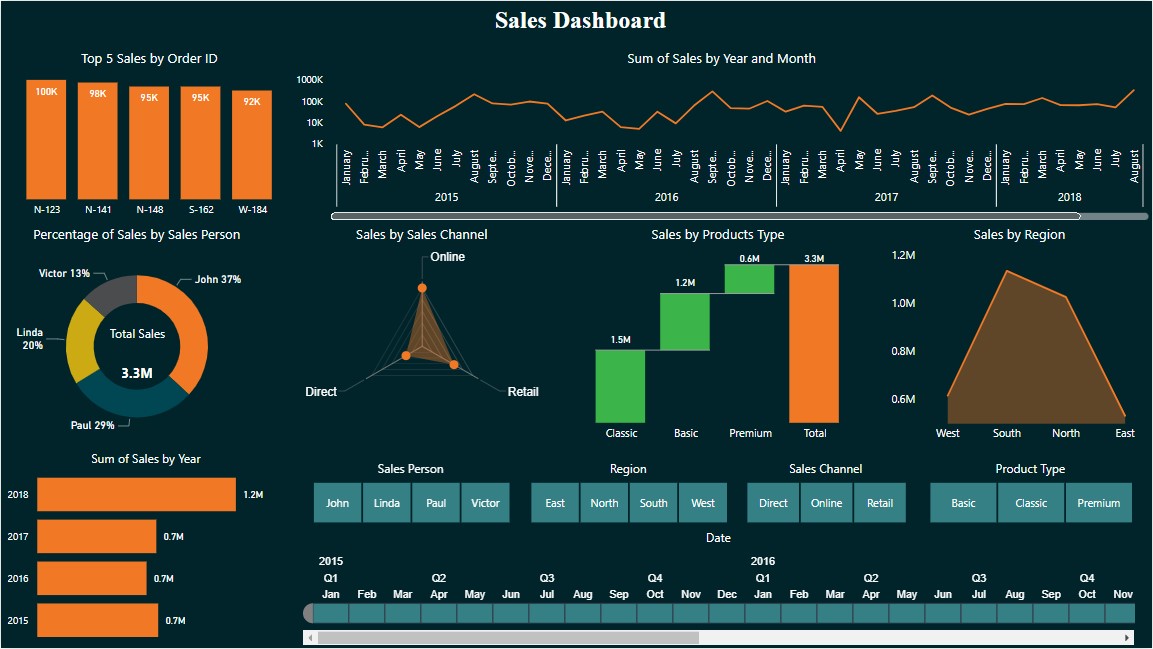 Sales Dashboard
Top 5 Sales by Order ID
100K 98K 95K 95K 92K
N-123 N-141 N-148 S-162 W-184
Sum of Sales by Year and Month
1000K
100K
10K
1K
January Febru... March April May June July August Septe... Octob... Nove... Dece... January Febru... March April May June July August Septe... Octob... Nove... Dece... January Febru... March April May June July August Septe... Octob... Nove... Dece... January Febru... March April May June July August
2015 2016 2017 2018
Percentage of Sales by Sales Person
Victor 13%
John 37%
Linda
20%
Total Sales
3.3M
Paul 29%
Sales by Sales Channel
Online
Direct
Retail
Sales by Products Type
1.5M 1.2M 0.6M 3.3M
Classic Basic Premium Total
Sales by Region
1.2M
1.0M
0.8M
0.6M
West South North East
Sum of Sales by Year
2018 1.2M
2017 0.7M
2016 0.7M
2015 0.7M
Sales Person
John Linda Paul Victor
Region
East North South West
Sales Channel
Direct Online Retail
Product Type
Basic Classic Premium
Date
2015 2016
Q1 Q2 Q3 Q4 Q1 Q2 Q3 Q4
Jan Feb Mar Apr May Jun Jul Aug Sep Oct Nov Dec Jan Feb Mar Apr May Jun Jul Aug Sep Oct Nov